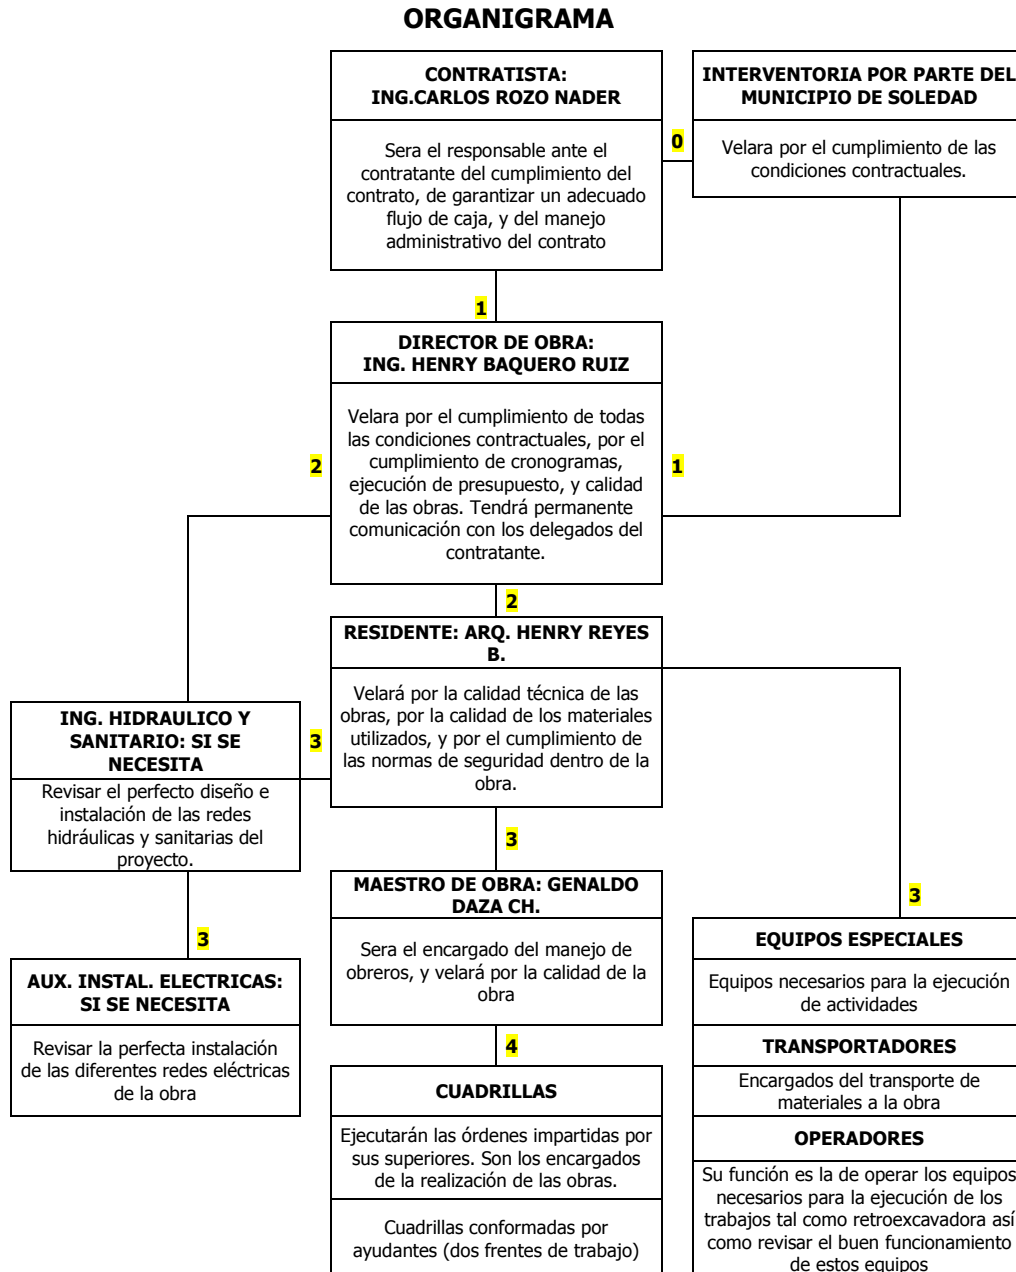 ORGANIGRAMA
CONTRATISTA:
ING.CARLOS ROZO NADER
Sera el responsable ante el
contratante del cumplimiento del
contrato, de garantizar un adecuado
flujo de caja, y del manejo
administrativo del contrato
0
INTERVENTORIA POR PARTE DEL
MUNICIPIO DE SOLEDAD
Velara por el cumplimiento de las
condiciones contractuales.
1
DIRECTOR DE OBRA:
ING. HENRY BAQUERO RUIZ
Velara por el cumplimiento de todas
las condiciones contractuales, por el
cumplimiento de cronogramas,
ejecución de presupuesto, y calidad
de las obras. Tendrá permanente
comunicación con los delegados del
contratante.
2
1
2
RESIDENTE: ARQ. HENRY REYES
B.
Velará por la calidad técnica de las
obras, por la calidad de los materiales
utilizados, y por el cumplimiento de
las normas de seguridad dentro de la
obra.
ING. HIDRAULICO Y
SANITARIO: SI SE
NECESITA
Revisar el perfecto diseño e
instalación de las redes
hidráulicas y sanitarias del
proyecto.
3
3
MAESTRO DE OBRA: GENALDO
DAZA CH.
Sera el encargado del manejo de
obreros, y velará por la calidad de la
obra
3
AUX. INSTAL. ELECTRICAS:
SI SE NECESITA
Revisar la perfecta instalación
de las diferentes redes eléctricas
de la obra
4
CUADRILLAS
Ejecutarán las órdenes impartidas por
sus superiores. Son los encargados
de la realización de las obras.
Cuadrillas conformadas por
ayudantes (dos frentes de trabajo)
3
EQUIPOS ESPECIALES
Equipos necesarios para la ejecución
de actividades
TRANSPORTADORES
Encargados del transporte de
materiales a la obra
OPERADORES
Su función es la de operar los equipos
necesarios para la ejecución de los
trabajos tal como retroexcavadora así
como revisar el buen funcionamiento
de estos equipos